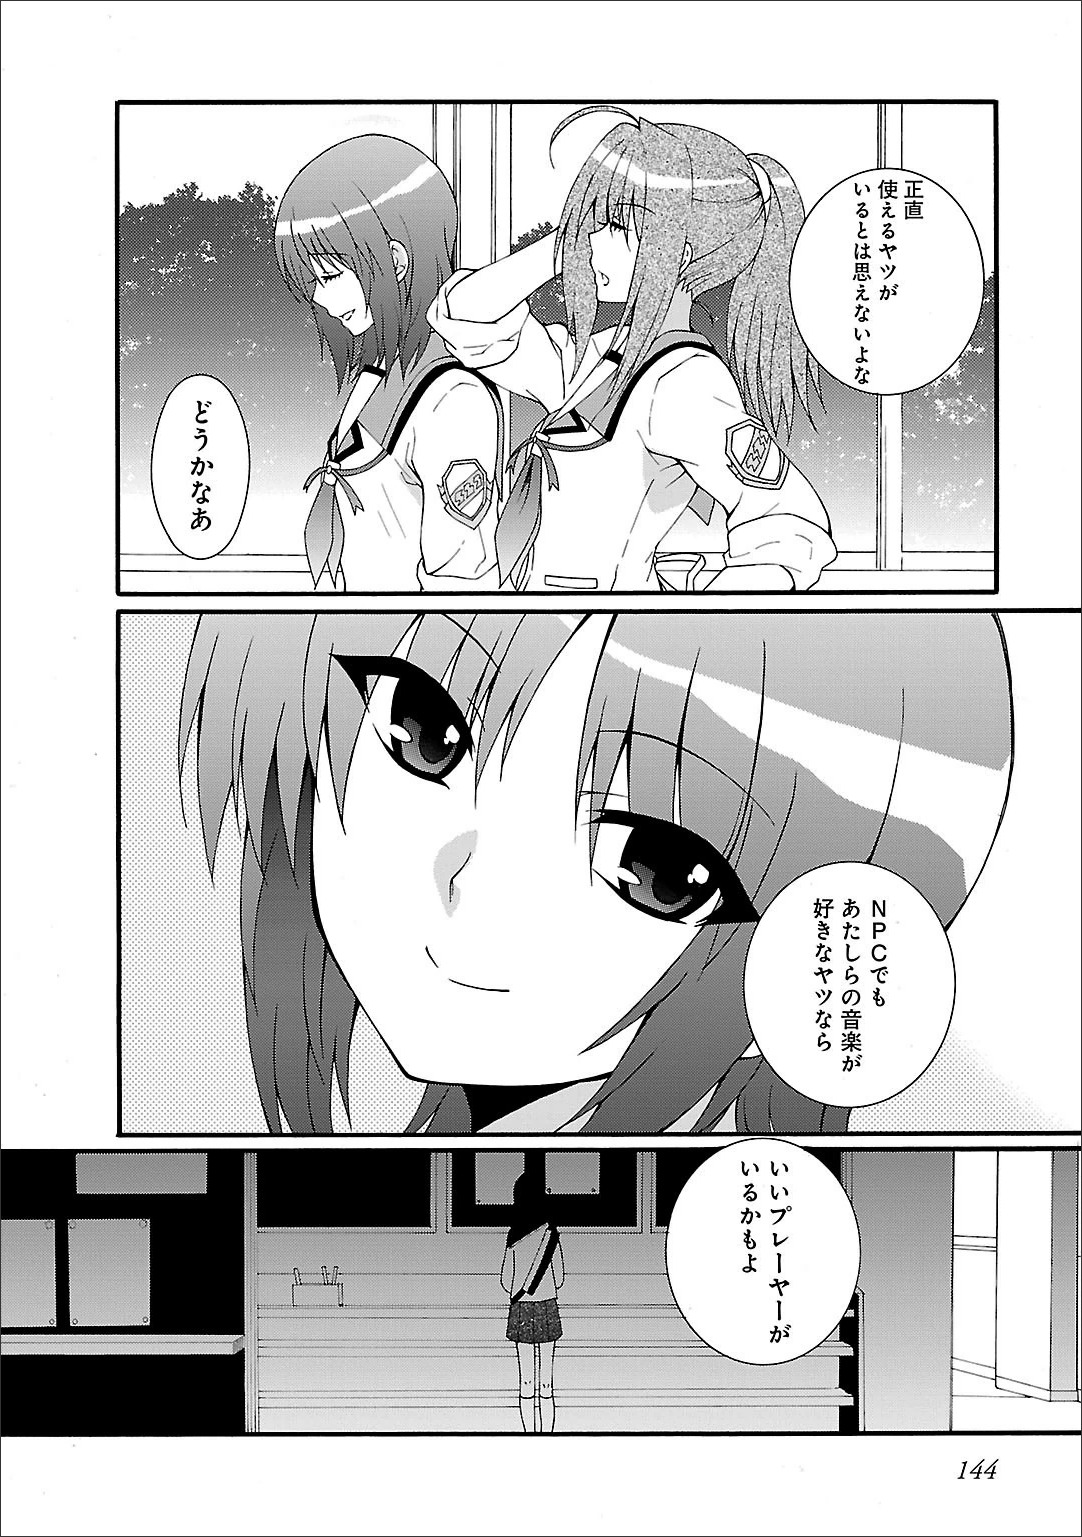 正直
使えるヤツが
いるとは思えないよな
どうかなあ
NPCでも
あたしらの音楽が
好きなヤツなら
いいプレーヤーが
いるかもよ
144